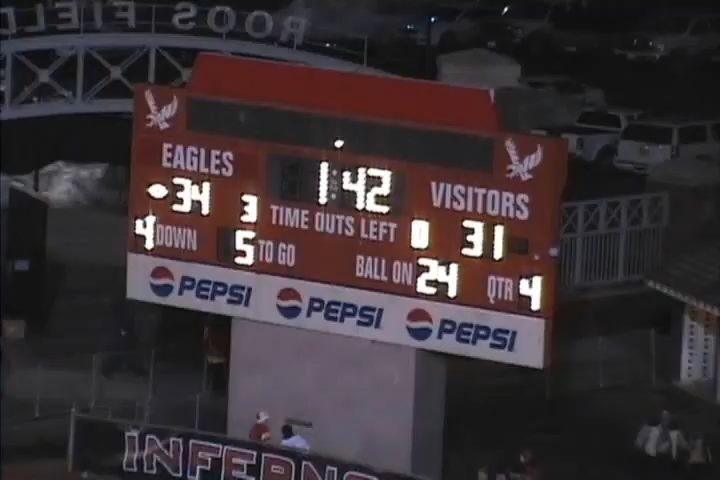 ROOS FIELD
EAGLES 1:42 VISITORS
34 3 TIME OUTS LEFT 0 31
4 DOWN 5 TO GO BALL ON 24 QTR 4
PEPSI PEPSI PEPSI
INFERNO